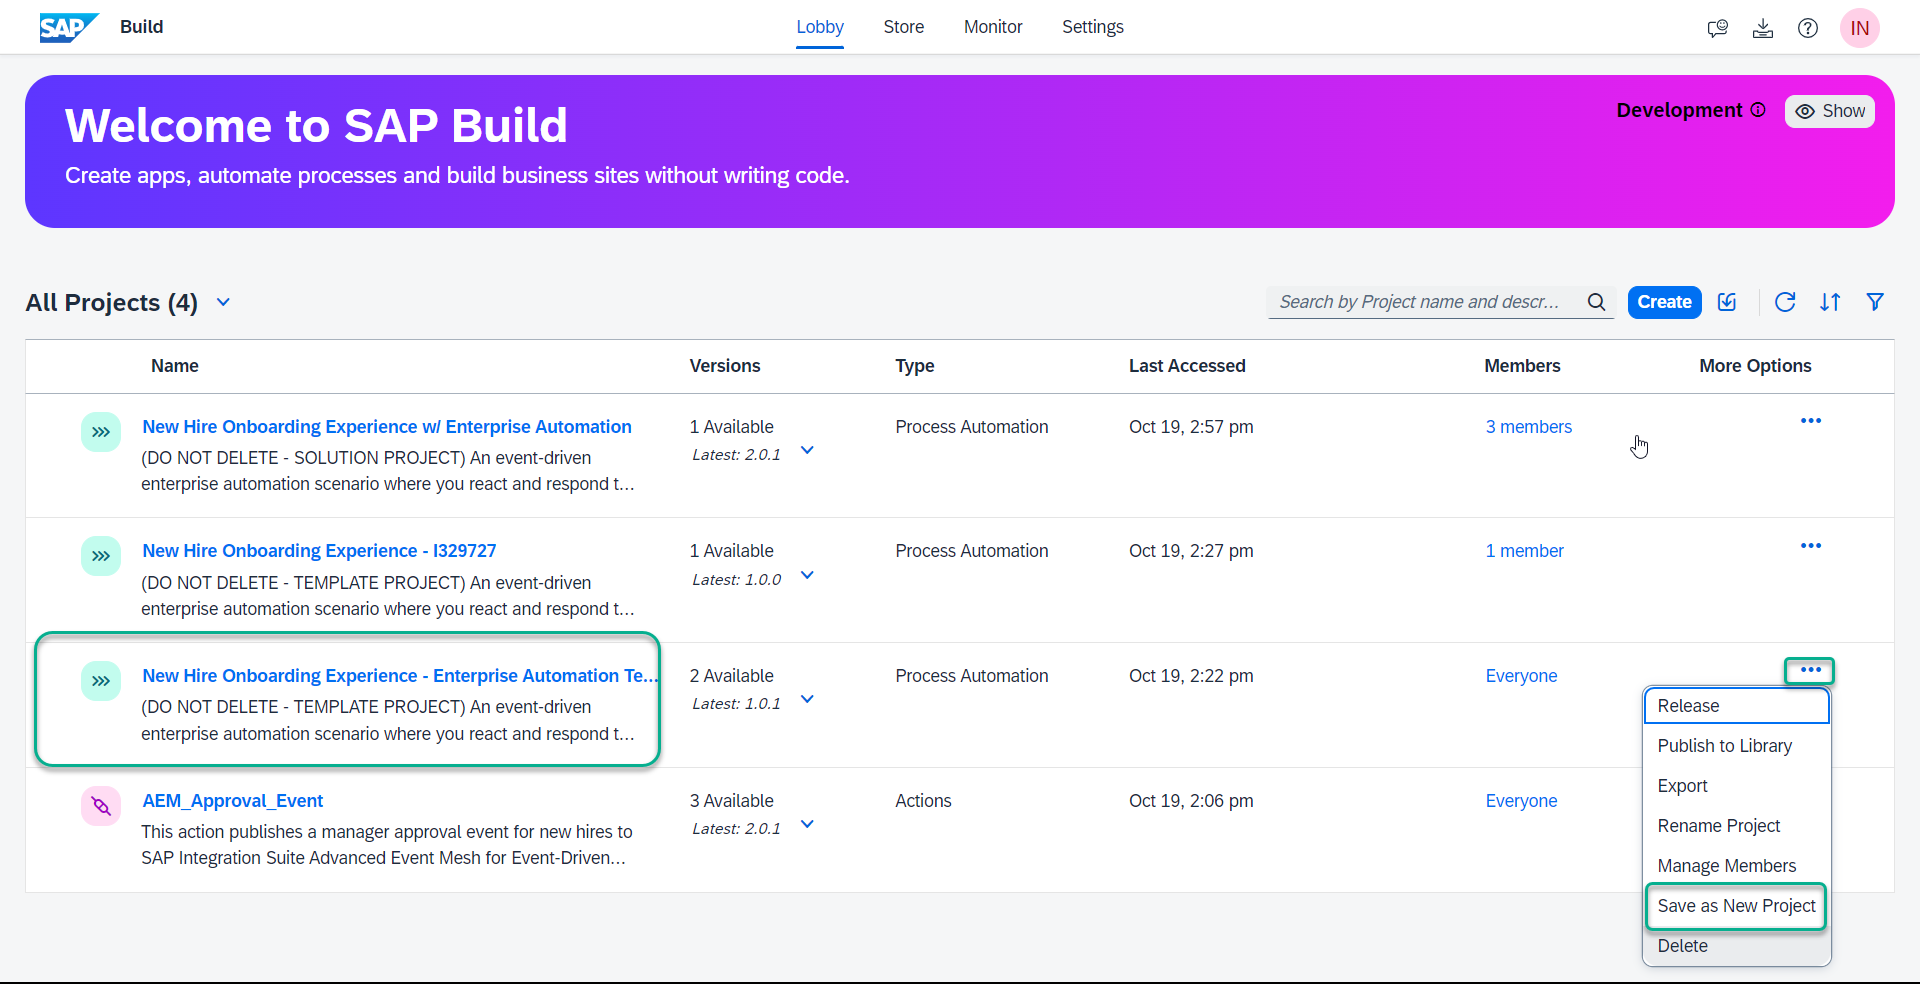 SAP Build Lobby Store Monitor Settings IN
Welcome to SAP Build
Development Show
Create apps, automate processes and build business sites without writing code.
All Projects (4) Search by Project name and descr... Create
Name Versions Type Last Accessed Members More Options
New Hire Onboarding Experience w/ Enterprise Automation 1 Available Process Automation Oct 19, 2:57 pm 3 members
(DO NOT DELETE - SOLUTION PROJECT) An event-driven Latest: 2.0.1
enterprise automation scenario where you react and respond t...
New Hire Onboarding Experience - I329727 1 Available Process Automation Oct 19, 2:27 pm 1 member
(DO NOT DELETE - TEMPLATE PROJECT) An event-driven Latest: 1.0.0
enterprise automation scenario where you react and respond t...
New Hire Onboarding Experience - Enterprise Automation Te... 2 Available Process Automation Oct 19, 2:22 pm Everyone
(DO NOT DELETE - TEMPLATE PROJECT) An event-driven Latest: 1.0.1
enterprise automation scenario where you react and respond t...
AEM_Approval_Event 3 Available Actions Oct 19, 2:06 pm Everyone
This action publishes a manager approval event for new hires to Latest: 2.0.1
SAP Integration Suite Advanced Event Mesh for Event-Driven...
Release
Publish to Library
Export
Rename Project
Manage Members
Save as New Project
Delete